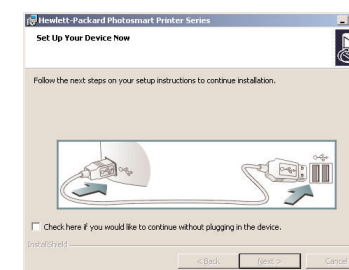 Hewlett-Packard Photosmart Printer Series
Set Up Your Device Now
Follow the next steps on your setup instructions to continue installation.
Check here if you would like to continue without plugging in the device.
InstallShield
< Back
Next >
Cancel